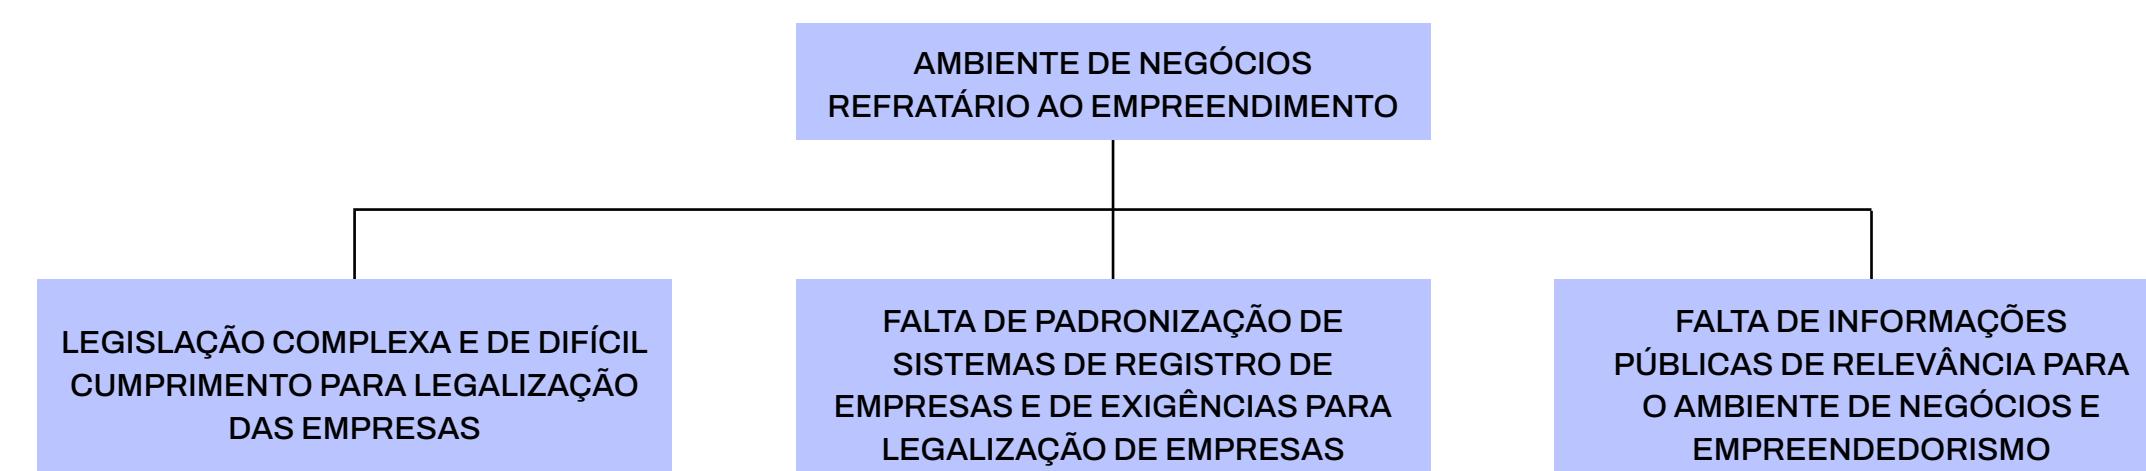 AMBIENTE DE NEGÓCIOS
REFRATÁRIO AO EMPREENDIMENTO
LEGISLAÇÃO COMPLEXA E DE DIFÍCIL
CUMPRIMENTO PARA LEGALIZAÇÃO
DAS EMPRESAS
FALTA DE PADRONIZAÇÃO DE
SISTEMAS DE REGISTRO DE
EMPRESAS E DE EXIGÊNCIAS PARA
LEGALIZAÇÃO DE EMPRESAS
FALTA DE INFORMAÇÕES
PÚBLICAS DE RELEVÂNCIA PARA
O AMBIENTE DE NEGÓCIOS E
EMPREENDEDORISMO